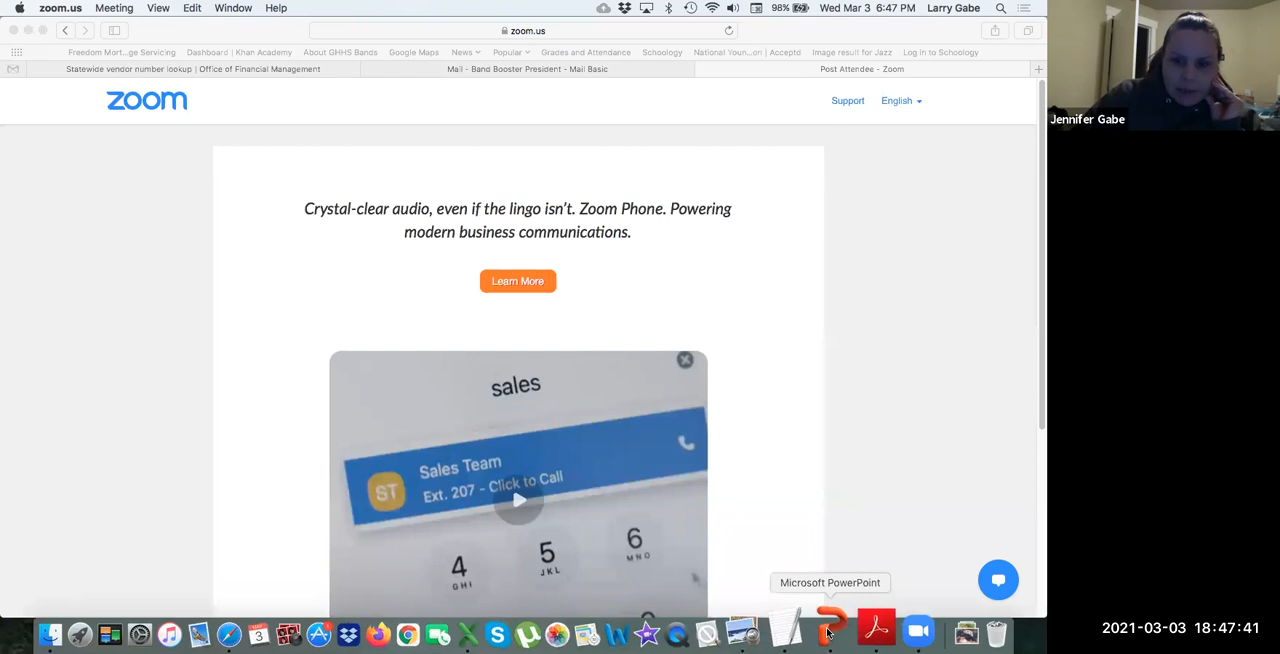 zoom.us Meeting View Edit Window Help
98% Wed Mar 3 6:47 PM Larry Gabe
zoom.us
Freedom Mort...ge Servicing Dashboard | Khan Academy About GHHS Bands Google Maps News Popular Grades and Attendance Schoology National Youn...on | Acceptd Image result for Jazz Log in to Schoology
Statewide vendor number lookup | Office of Financial Management Mail - Band Booster President - Mail Basic Post Attendee - Zoom
zoom
Support English
Jennifer Gabe
Crystal-clear audio, even if the lingo isn't. Zoom Phone. Powering
modern business communications.
Learn More
sales
ST Sales Team
Ext. 207 - Click to Call
4 5 6
GHI JKL MNO
Microsoft PowerPoint
3
2021-03-03 18:47:41